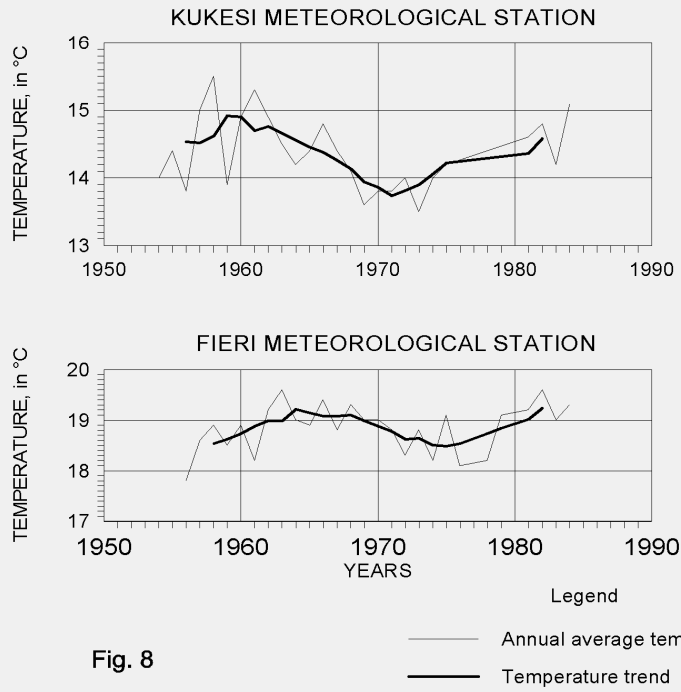 KUKESI METEOROLOGICAL STATION
TEMPERATURE, in °C
16
15
14
13
1950 1960 1970 1980 1990
FIERI METEOROLOGICAL STATION
TEMPERATURE, in °C
20
19
18
17
1950 1960 1970 1980 1990
YEARS
Legend
Annual average tem
Temperature trend
Fig. 8